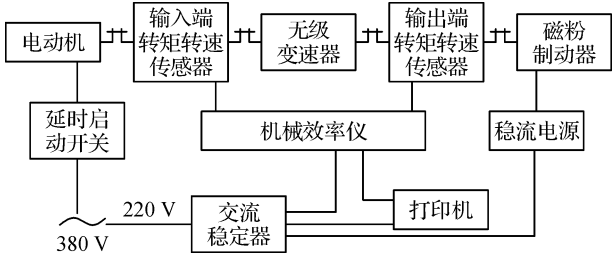 电动机
输入端
转矩转速
传感器
无级
变速器
输出端
转矩转速
传感器
磁粉
制动器
延时启
动开关
机械效率仪
稳流电源
220 V
380 V
交流
稳定器
打印机